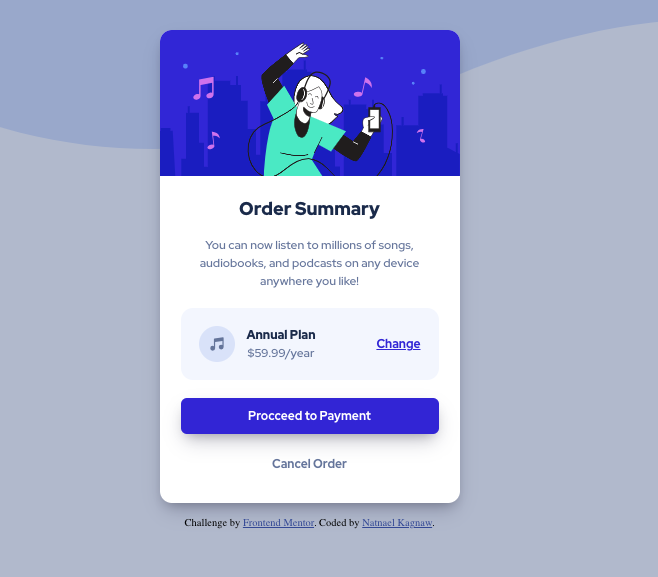 Order Summary
You can now listen to millions of songs,
audiobooks, and podcasts on any device
anywhere you like!
Annual Plan
$59.99/year
Change
Procceed to Payment
Cancel Order
Challenge by Frontend Mentor. Coded by Natnael Kagnaw.